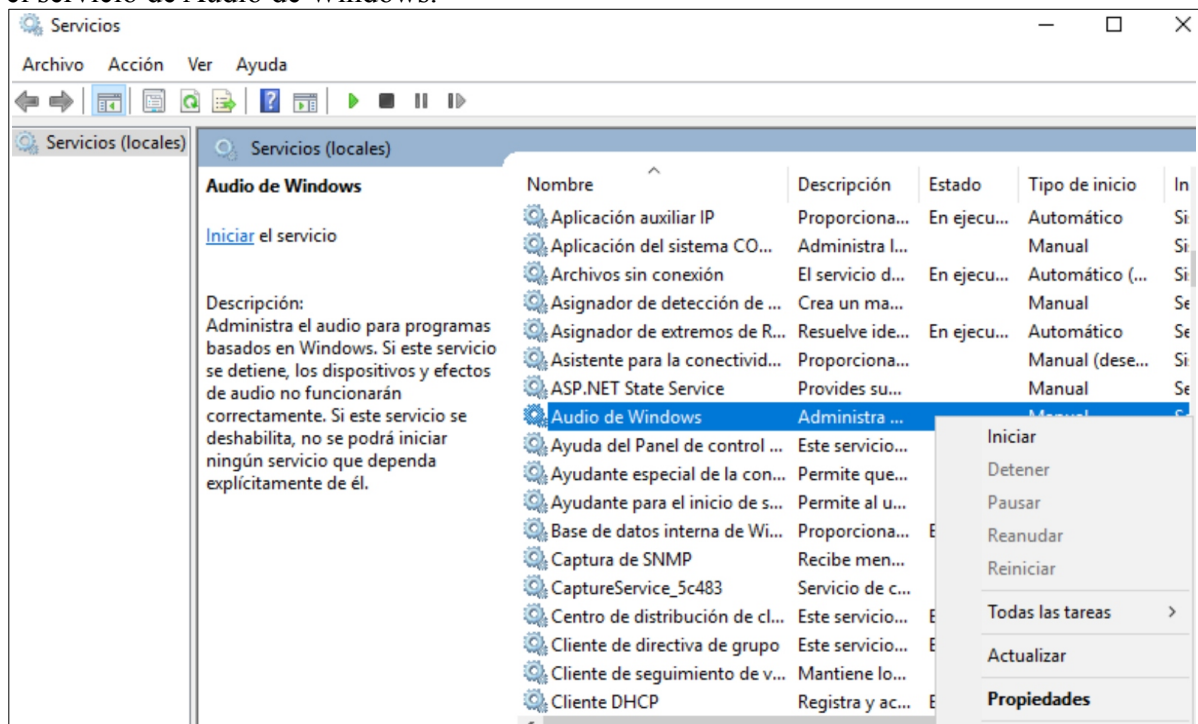 el servicio de Audio de Windows.
Servicios
Archivo Acción Ver Ayuda
Servicios (locales)
Servicios (locales)
Audio de Windows
Iniciar el servicio
Descripción:
Administra el audio para programas
basados en Windows. Si este servicio
se detiene, los dispositivos y efectos
de audio no funcionarán
correctamente. Si este servicio se
deshabilita, no se podrá iniciar
ningún servicio que dependa
explícitamente de él.
Nombre Descripción Estado Tipo de inicio In
Aplicación auxiliar IP Proporciona... En ejecu... Automático Si
Aplicación del sistema CO... Administra l... Manual Si
Archivos sin conexión El servicio d... En ejecu... Automático (... Si
Asignador de detección de ... Crea un ma... Manual Se
Asignador de extremos de R... Resuelve ide... En ejecu... Automático Se
Asistente para la conectivid... Proporciona... Manual (dese... Si
ASP.NET State Service Provides su... Manual Se
Audio de Windows Administra ... Manual Se
Ayuda del Panel de control ... Este servicio...
Ayudante especial de la con... Permite que...
Ayudante para el inicio de s... Permite al u...
Base de datos interna de Wi... Proporciona... E
Captura de SNMP Recibe men...
CaptureService_5c483 Servicio de c...
Centro de distribución de cl... Este servicio... E
Cliente de directiva de grupo Este servicio... E
Cliente de seguimiento de v... Mantiene lo...
Cliente DHCP Registra y ac... E
Iniciar
Detener
Pausar
Reanudar
Reiniciar
Todas las tareas >
Actualizar
Propiedades